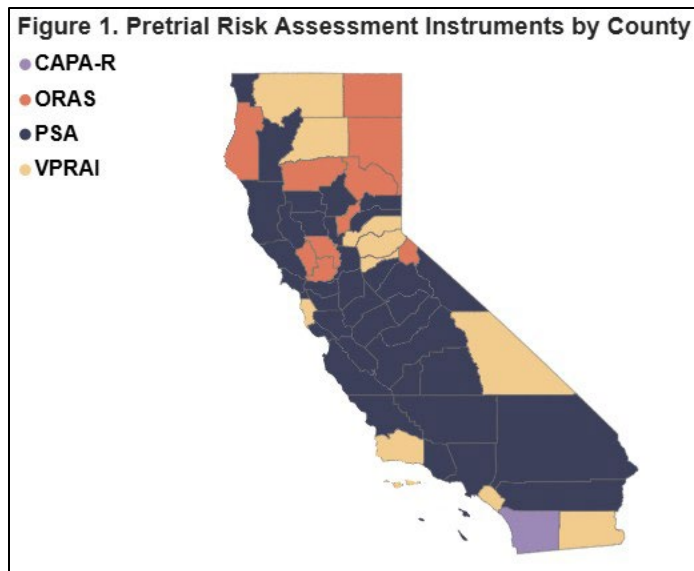 Figure 1. Pretrial Risk Assessment Instruments by County
CAPA-R
ORAS
PSA
VPRAI